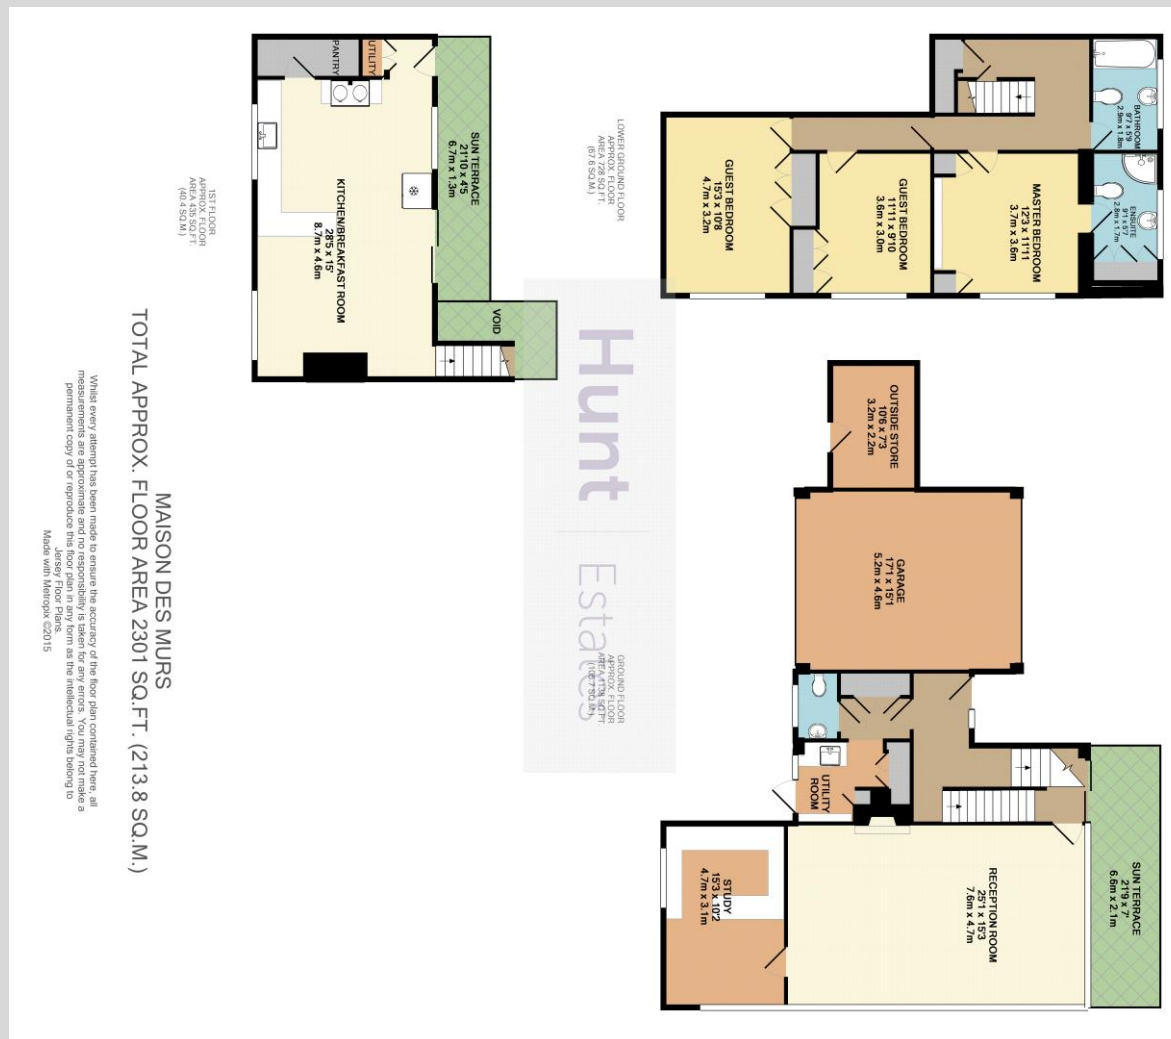 LOWER GROUND FLOOR
APPROX. FLOOR
AREA 728 SQ.FT.
(67.6 SQ.M.)
BATHROOM
9'7 x 5'9
2.9m x 1.8m
ENSUITE
9'1 x 5'7
2.8m x 1.7m
MASTER BEDROOM
12'3 x 11'11
3.7m x 3.6m
GUEST BEDROOM
11'11 x 9'10
3.6m x 3.0m
GUEST BEDROOM
15'3 x 10'8
4.7m x 3.2m
GROUND FLOOR
APPROX. FLOOR
AREA 1138 SQ.FT.
(105.7 SQ.M.)
SUN TERRACE
21'9 x 7'
6.6m x 2.1m
RECEPTION ROOM
25'1 x 15'3
7.6m x 4.7m
OUTSIDE STORE
10'6 x 7'3
3.2m x 2.2m
GARAGE
17'1 x 15'1
5.2m x 4.6m
UTILITY
ROOM
STUDY
15'3 x 10'2
4.7m x 3.1m
Hunt
Estates
1ST FLOOR
APPROX. FLOOR
AREA 435 SQ.FT.
(40.4 SQ.M.)
SUN TERRACE
21'10 x 4'5
6.7m x 1.3m
VOID
UTILITY
PANTRY
KITCHEN/BREAKFAST ROOM
28'5 x 15'
8.7m x 4.6m
MAISON DES MURS
TOTAL APPROX. FLOOR AREA 2301 SQ.FT. (213.8 SQ.M.)
Whilst every attempt has been made to ensure the accuracy of the floor plan contained here, all
measurements are approximate and no responsibility is taken for any errors. You may not make a
permanent copy of or reproduce this floor plan in any form as the intellectual rights belong to
Jersey Floor Plans.
Made with Metropix ©2015